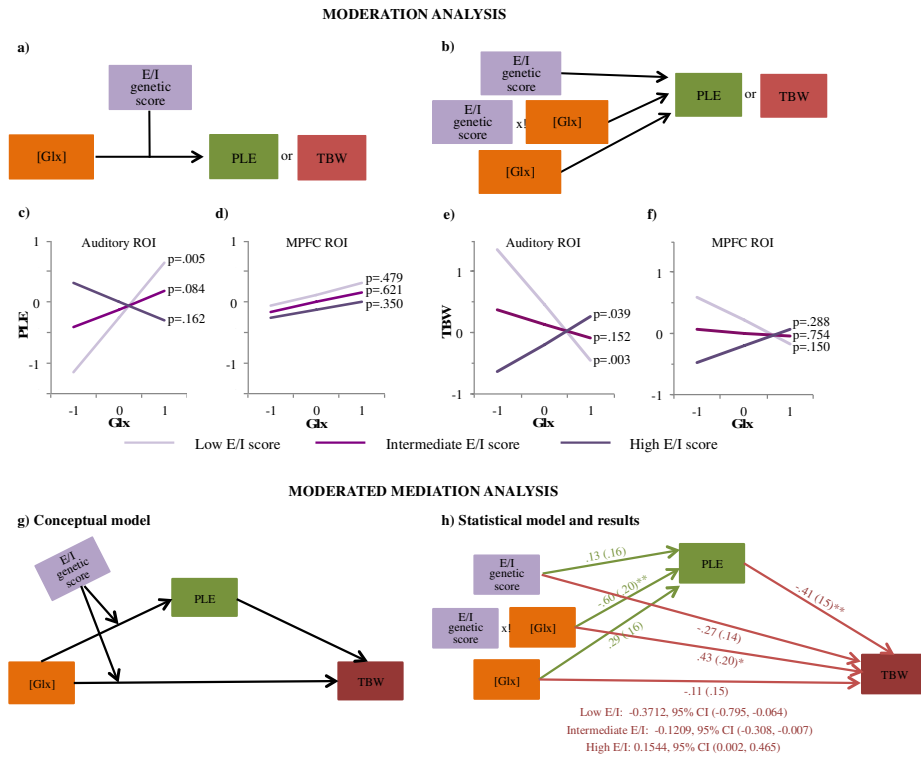 MODERATION ANALYSIS
a)
E/I
genetic
score
[Glx]
PLE
or
TBW
b)
E/I
genetic
score
E/I
genetic
score
x!
[Glx]
[Glx]
PLE
or
TBW
c)
Auditory ROI
1
0
-1
PLE
p=.005
p=.084
p=.162
-1
0
1
Glx
d)
MPFC ROI
1
0
-1
p=.479
p=.621
p=.350
-1
0
1
Glx
e)
Auditory ROI
1
0
-1
TBW
p=.039
p=.152
p=.003
-1
0
1
Glx
f)
MPFC ROI
1
0
-1
p=.288
p=.754
p=.150
-1
0
1
Glx
Low E/I score
Intermediate E/I score
High E/I score
MODERATED MEDIATION ANALYSIS
g) Conceptual model
E/I
genetic
score
PLE
[Glx]
TBW
h) Statistical model and results
E/I
genetic
score
E/I
genetic
score
x!
[Glx]
[Glx]
PLE
TBW
.13 (.16)
-.60 (.20)**
.29 (.16)
-.41 (15)**
-.27 (.14)
.43 (.20)*
-.11 (.15)
Low E/I: -0.3712, 95% CI (-0.795, -0.064)
Intermediate E/I: -0.1209, 95% CI (-0.308, -0.007)
High E/I: 0.1544, 95% CI (0.002, 0.465)